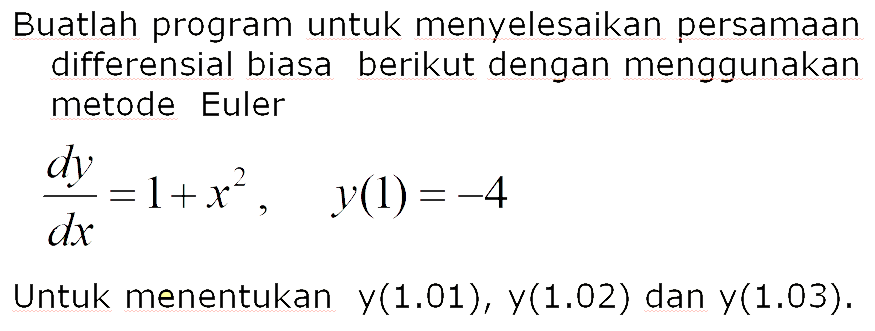 Buatlah program untuk menyelesaikan persamaan
differensial biasa berikut dengan menggunakan
metode Euler
dy/dx = 1 + x², y(1) = −4
Untuk menentukan y(1.01), y(1.02) dan y(1.03).